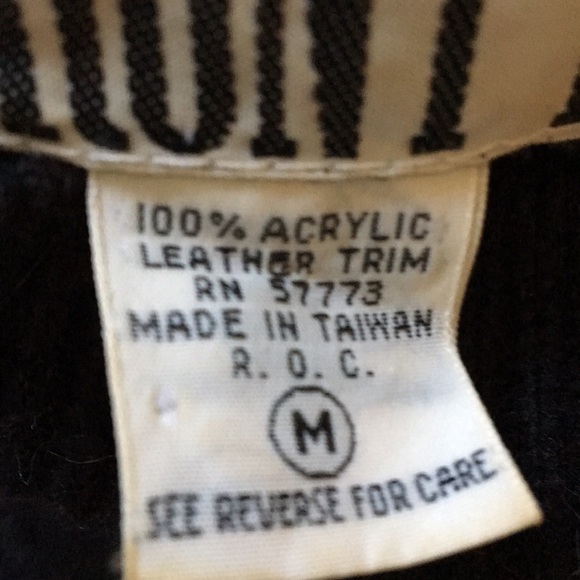 100% ACRYLIC
LEATHER TRIM
RN 57773
MADE IN TAIWAN
R. O. C.
M
SEE REVERSE FOR CARE